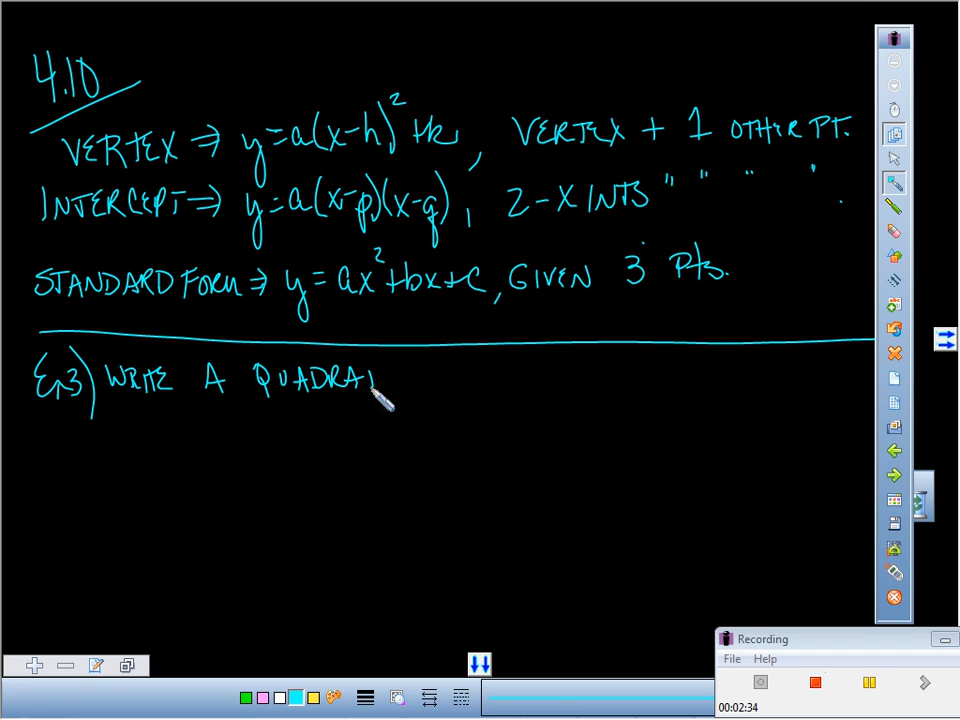 4.10
VERTEX ⇒ y=a(x-h)²+k, VERTEX + 1 OTHER PT.
INTERCEPT ⇒ y=a(x-p)(x-q), 2-X INTS " " " "
STANDARD FORM ⇒ y=ax²+bx+c, GIVEN 3 Pts.
WRITE A QUADRA
Recording
File Help
00:02:34